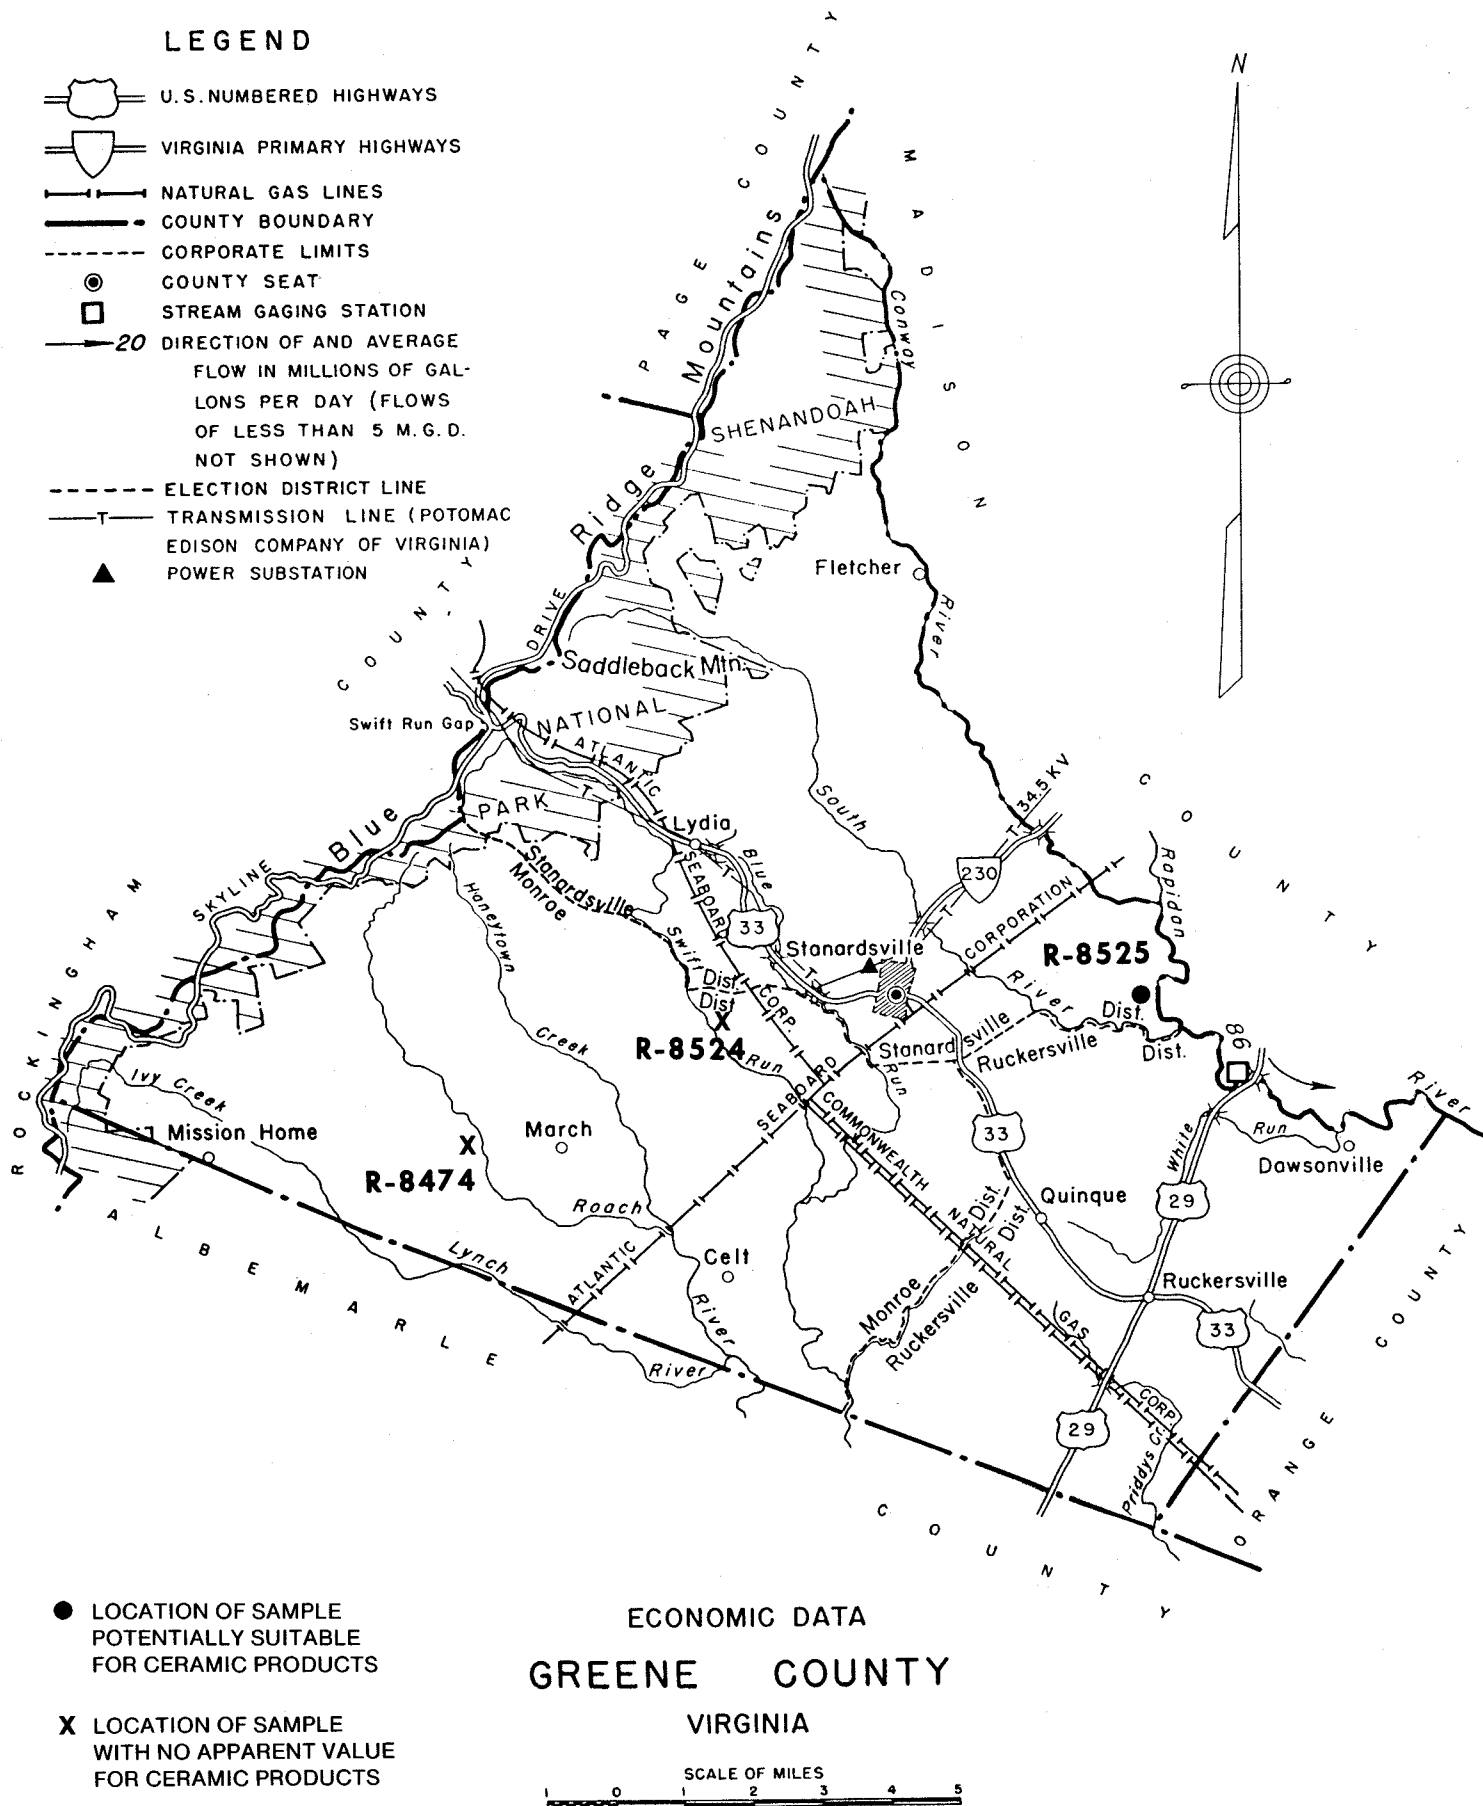 LEGEND
U.S. NUMBERED HIGHWAYS
VIRGINIA PRIMARY HIGHWAYS
NATURAL GAS LINES
COUNTY BOUNDARY
CORPORATE LIMITS
COUNTY SEAT
STREAM GAGING STATION
20 DIRECTION OF AND AVERAGE
FLOW IN MILLIONS OF GAL-
LONS PER DAY (FLOWS
OF LESS THAN 5 M.G.D.
NOT SHOWN)
ELECTION DISTRICT LINE
T TRANSMISSION LINE (POTOMAC
EDISON COMPANY OF VIRGINIA)
POWER SUBSTATION
N
PAGE COUNTY
MADISON
COUNTY
ROCKINGHAM
COUNTY
ALBEMARLE
COUNTY
ORANGE COUNTY
Blue Ridge Mountains
SHENANDOAH
NATIONAL
PARK
SKYLINE
DRIVE
Conway
River
Fletcher
Saddleback Mtn.
Swift Run Gap
ATLANTIC
SEABOARD
CORP.
T
Lydia
Blue
Run
South
River
T 34.5 KV
230
T
33
Stanardsville
T
CORPORATION
SEABOARD
ATLANTIC
Rapidan
River
R-8525
Stanardsville
Monroe
Dist.
Dist
Swift
Run
X
R-8524
Haneytown
Creek
Stanardsville
Dist.
Ruckersville
Dist.
86
Ivy Creek
Mission Home
X
R-8474
March
Roach
River
Celt
Lynch
River
COMMONWEALTH
NATURAL
GAS
CORP.
33
Quinque
Monroe
Dist.
Ruckersville
Dist.
White
Run
29
Dawsonville
Ruckersville
33
29
Priddys Cr.
LOCATION OF SAMPLE
POTENTIALLY SUITABLE
FOR CERAMIC PRODUCTS
X LOCATION OF SAMPLE
WITH NO APPARENT VALUE
FOR CERAMIC PRODUCTS
ECONOMIC DATA
GREENE COUNTY
VIRGINIA
SCALE OF MILES
1 0 1 2 3 4 5